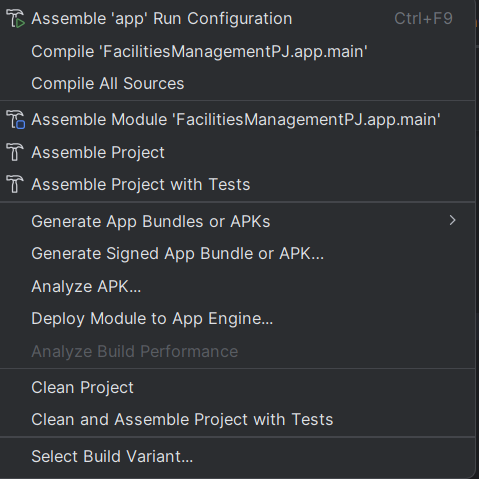 Assemble 'app' Run Configuration Ctrl+F9
Compile 'FacilitiesManagementPJ.app.main'
Compile All Sources
Assemble Module 'FacilitiesManagementPJ.app.main'
Assemble Project
Assemble Project with Tests
Generate App Bundles or APKs
Generate Signed App Bundle or APK...
Analyze APK...
Deploy Module to App Engine...
Analyze Build Performance
Clean Project
Clean and Assemble Project with Tests
Select Build Variant...